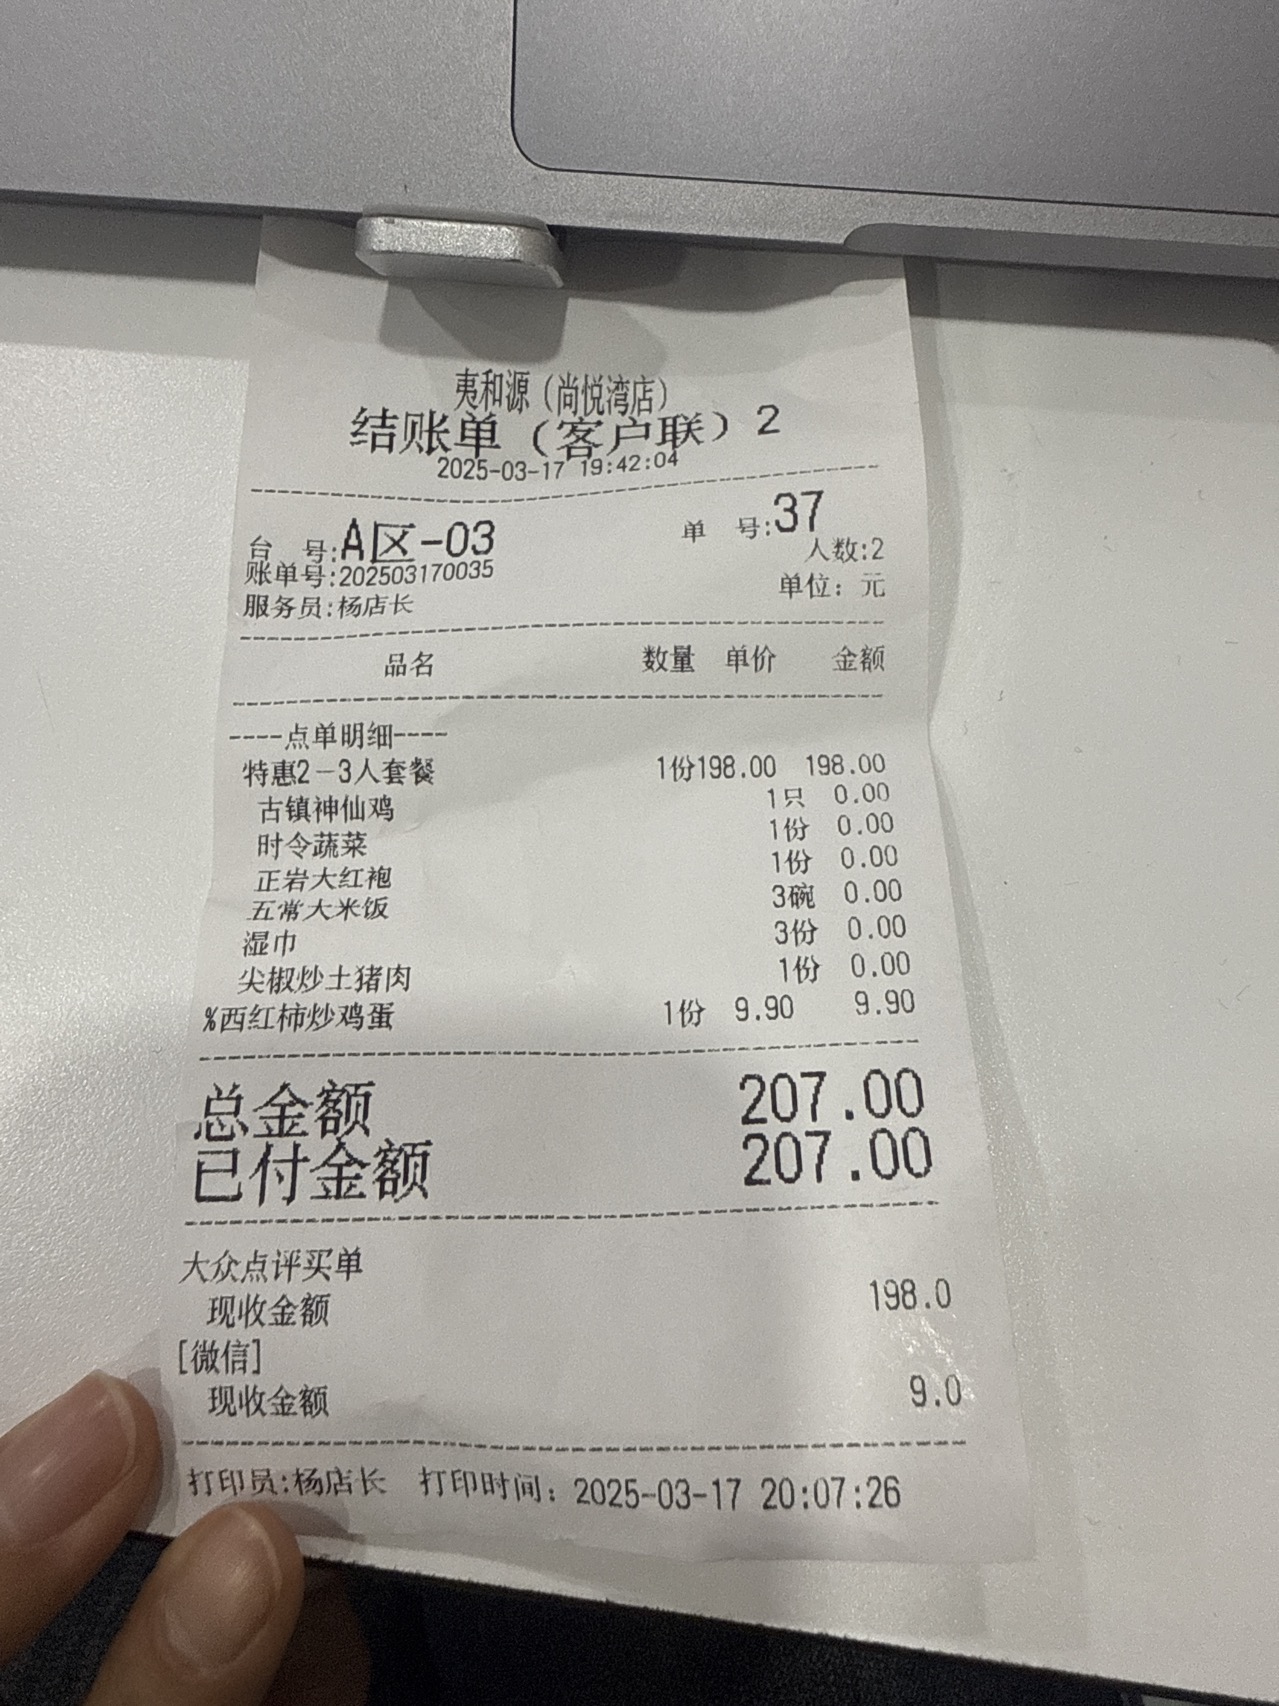 夷和源（尚悦湾店）
结账单（客户联）2
2025-03-17 19:42:04
台 号:A区-03 单 号:37
人数:2
账单号:202503170035
单位：元
服务员:杨店长
品名 数量 单价 金额
----点单明细----
特惠2-3人套餐 1份198.00 198.00
古镇神仙鸡 1只 0.00
时令蔬菜 1份 0.00
正岩大红袍 1份 0.00
五常大米饭 3碗 0.00
湿巾 3份 0.00
尖椒炒土猪肉 1份 0.00
%西红柿炒鸡蛋 1份 9.90 9.90
总金额 207.00
已付金额 207.00
大众点评买单
现收金额 198.0
[微信]
现收金额 9.0
打印员:杨店长 打印时间：2025-03-17 20:07:26